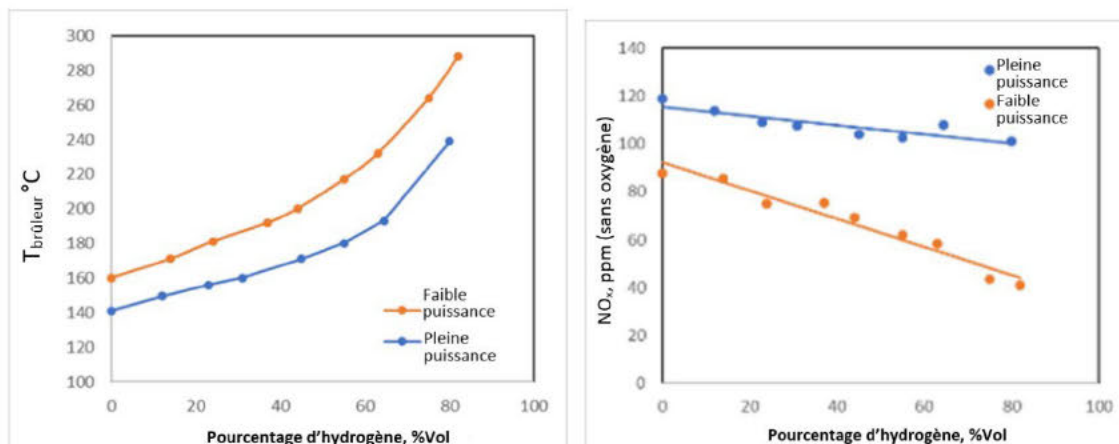 300
280
260
240
220
200
180
160
140
120
100
T brûleur °C
Faible
puissance
Pleine
puissance
0 20 40 60 80 100
Pourcentage d’hydrogène, %Vol
140
120
100
80
60
40
20
0
NOₓ, ppm (sans oxygène)
Pleine
puissance
Faible
puissance
0 20 40 60 80 100
Pourcentage d’hydrogène, %Vol